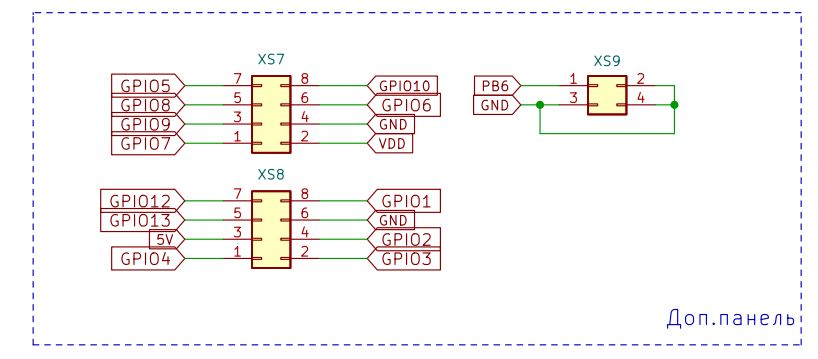 XS7
GPIO5 7 8 GPIO10
GPIO8 5 6 GPIO6
GPIO9 3 4 GND
GPIO7 1 2 VDD
XS9
PB6 1 2
GND 3 4
XS8
GPIO12 7 8 GPIO1
GPIO13 5 6 GND
5V 3 4 GPIO2
GPIO4 1 2 GPIO3
Доп.панель